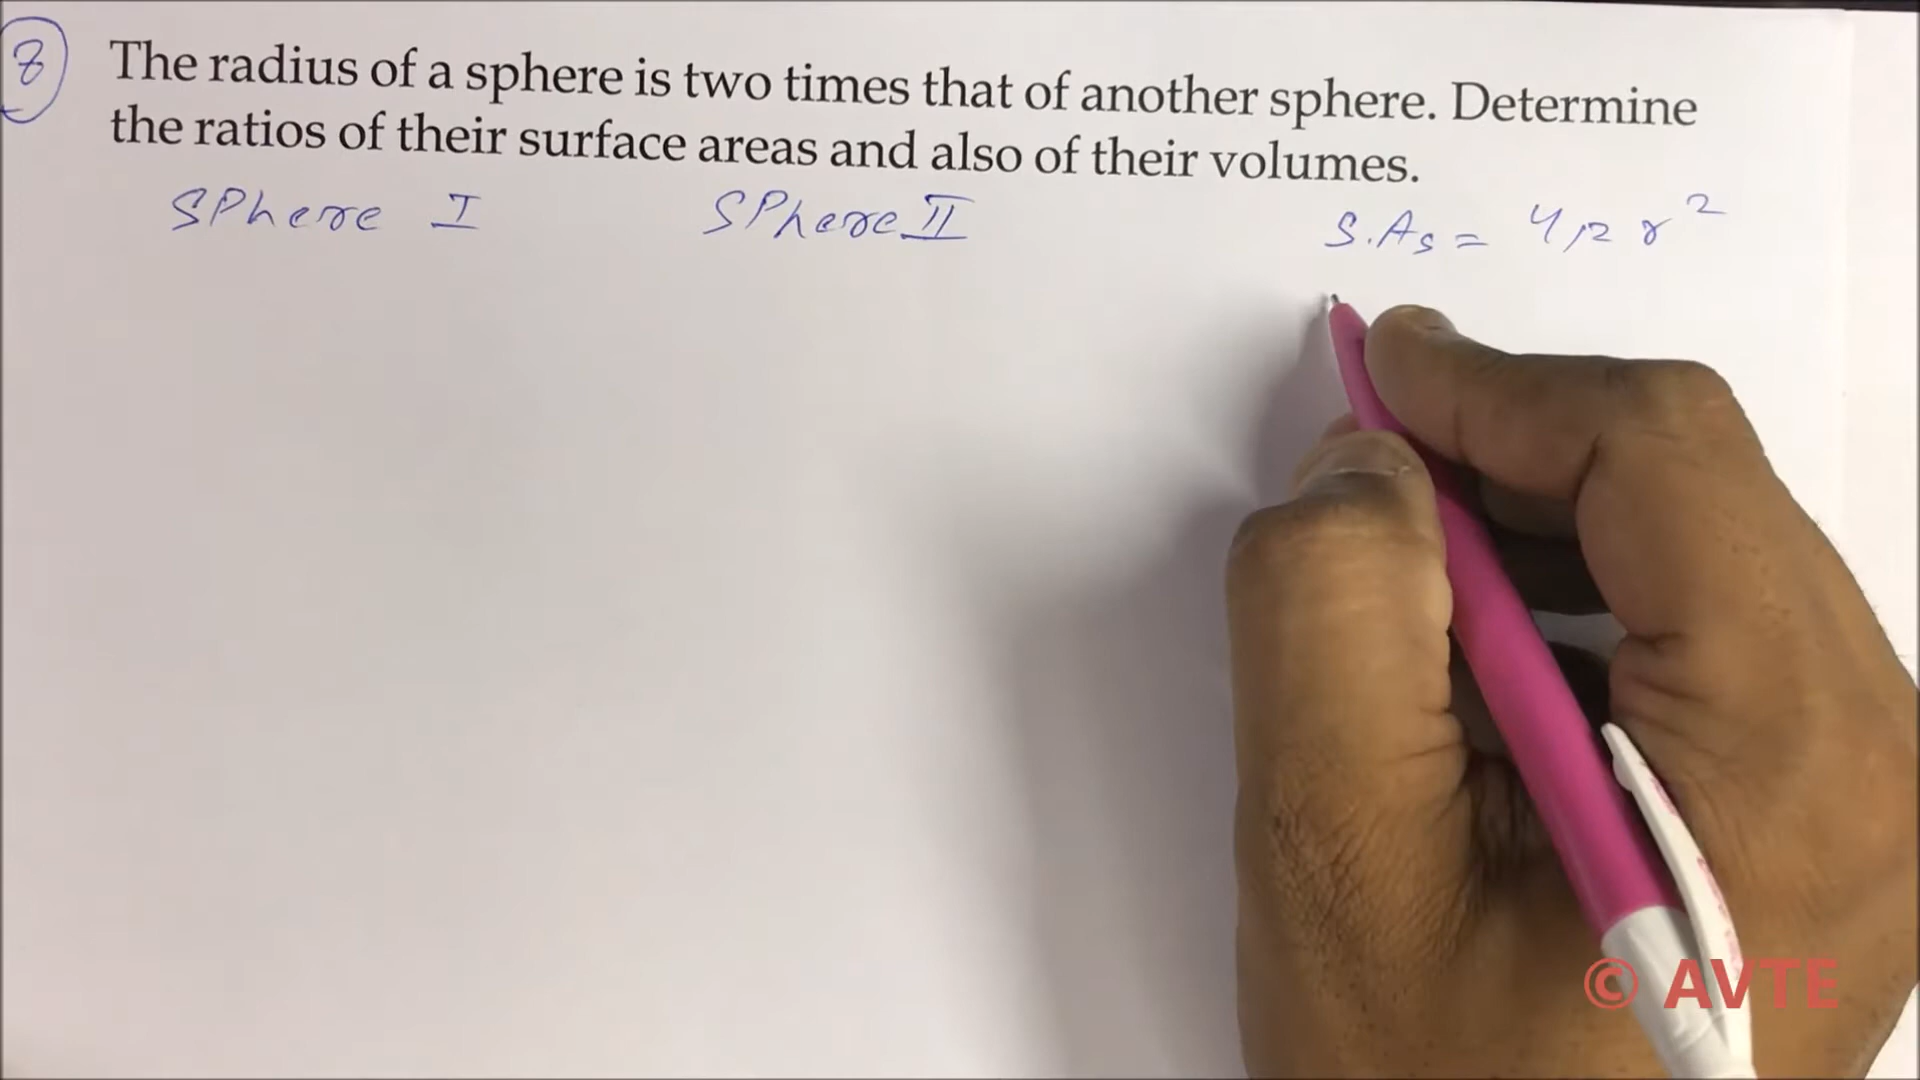 8 The radius of a sphere is two times that of another sphere. Determine
the ratios of their surface areas and also of their volumes.
SPhere I SPhere II S.As = 4πr²
© AVTE